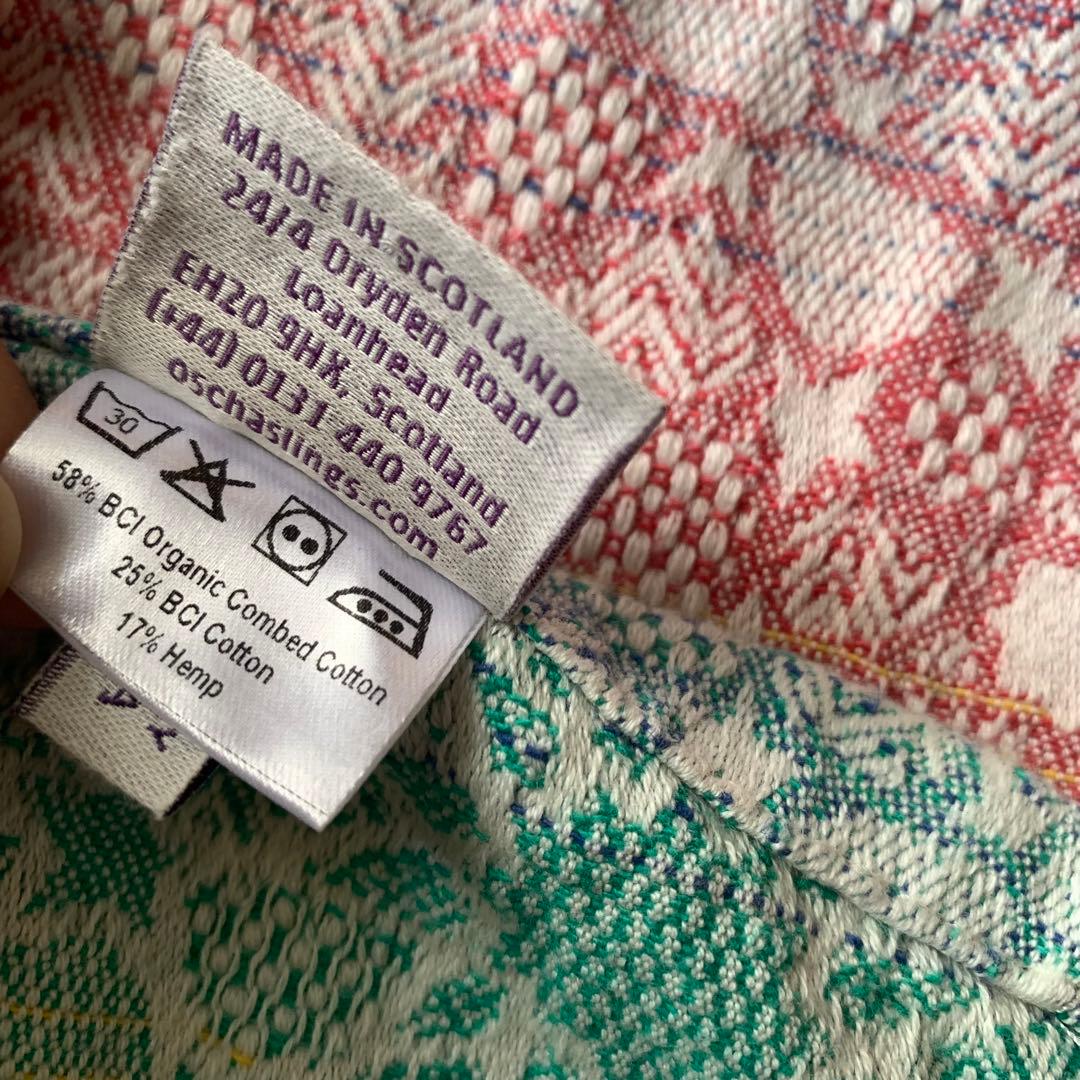 MADE IN SCOTLAND
24/4 Dryden Road
Loanhead
EH20 9HX, Scotland
(+44) 0131 440 9767
oschaslings.com
30
58% BCI Organic Combed Cotton
25% BCI Cotton
17% Hemp